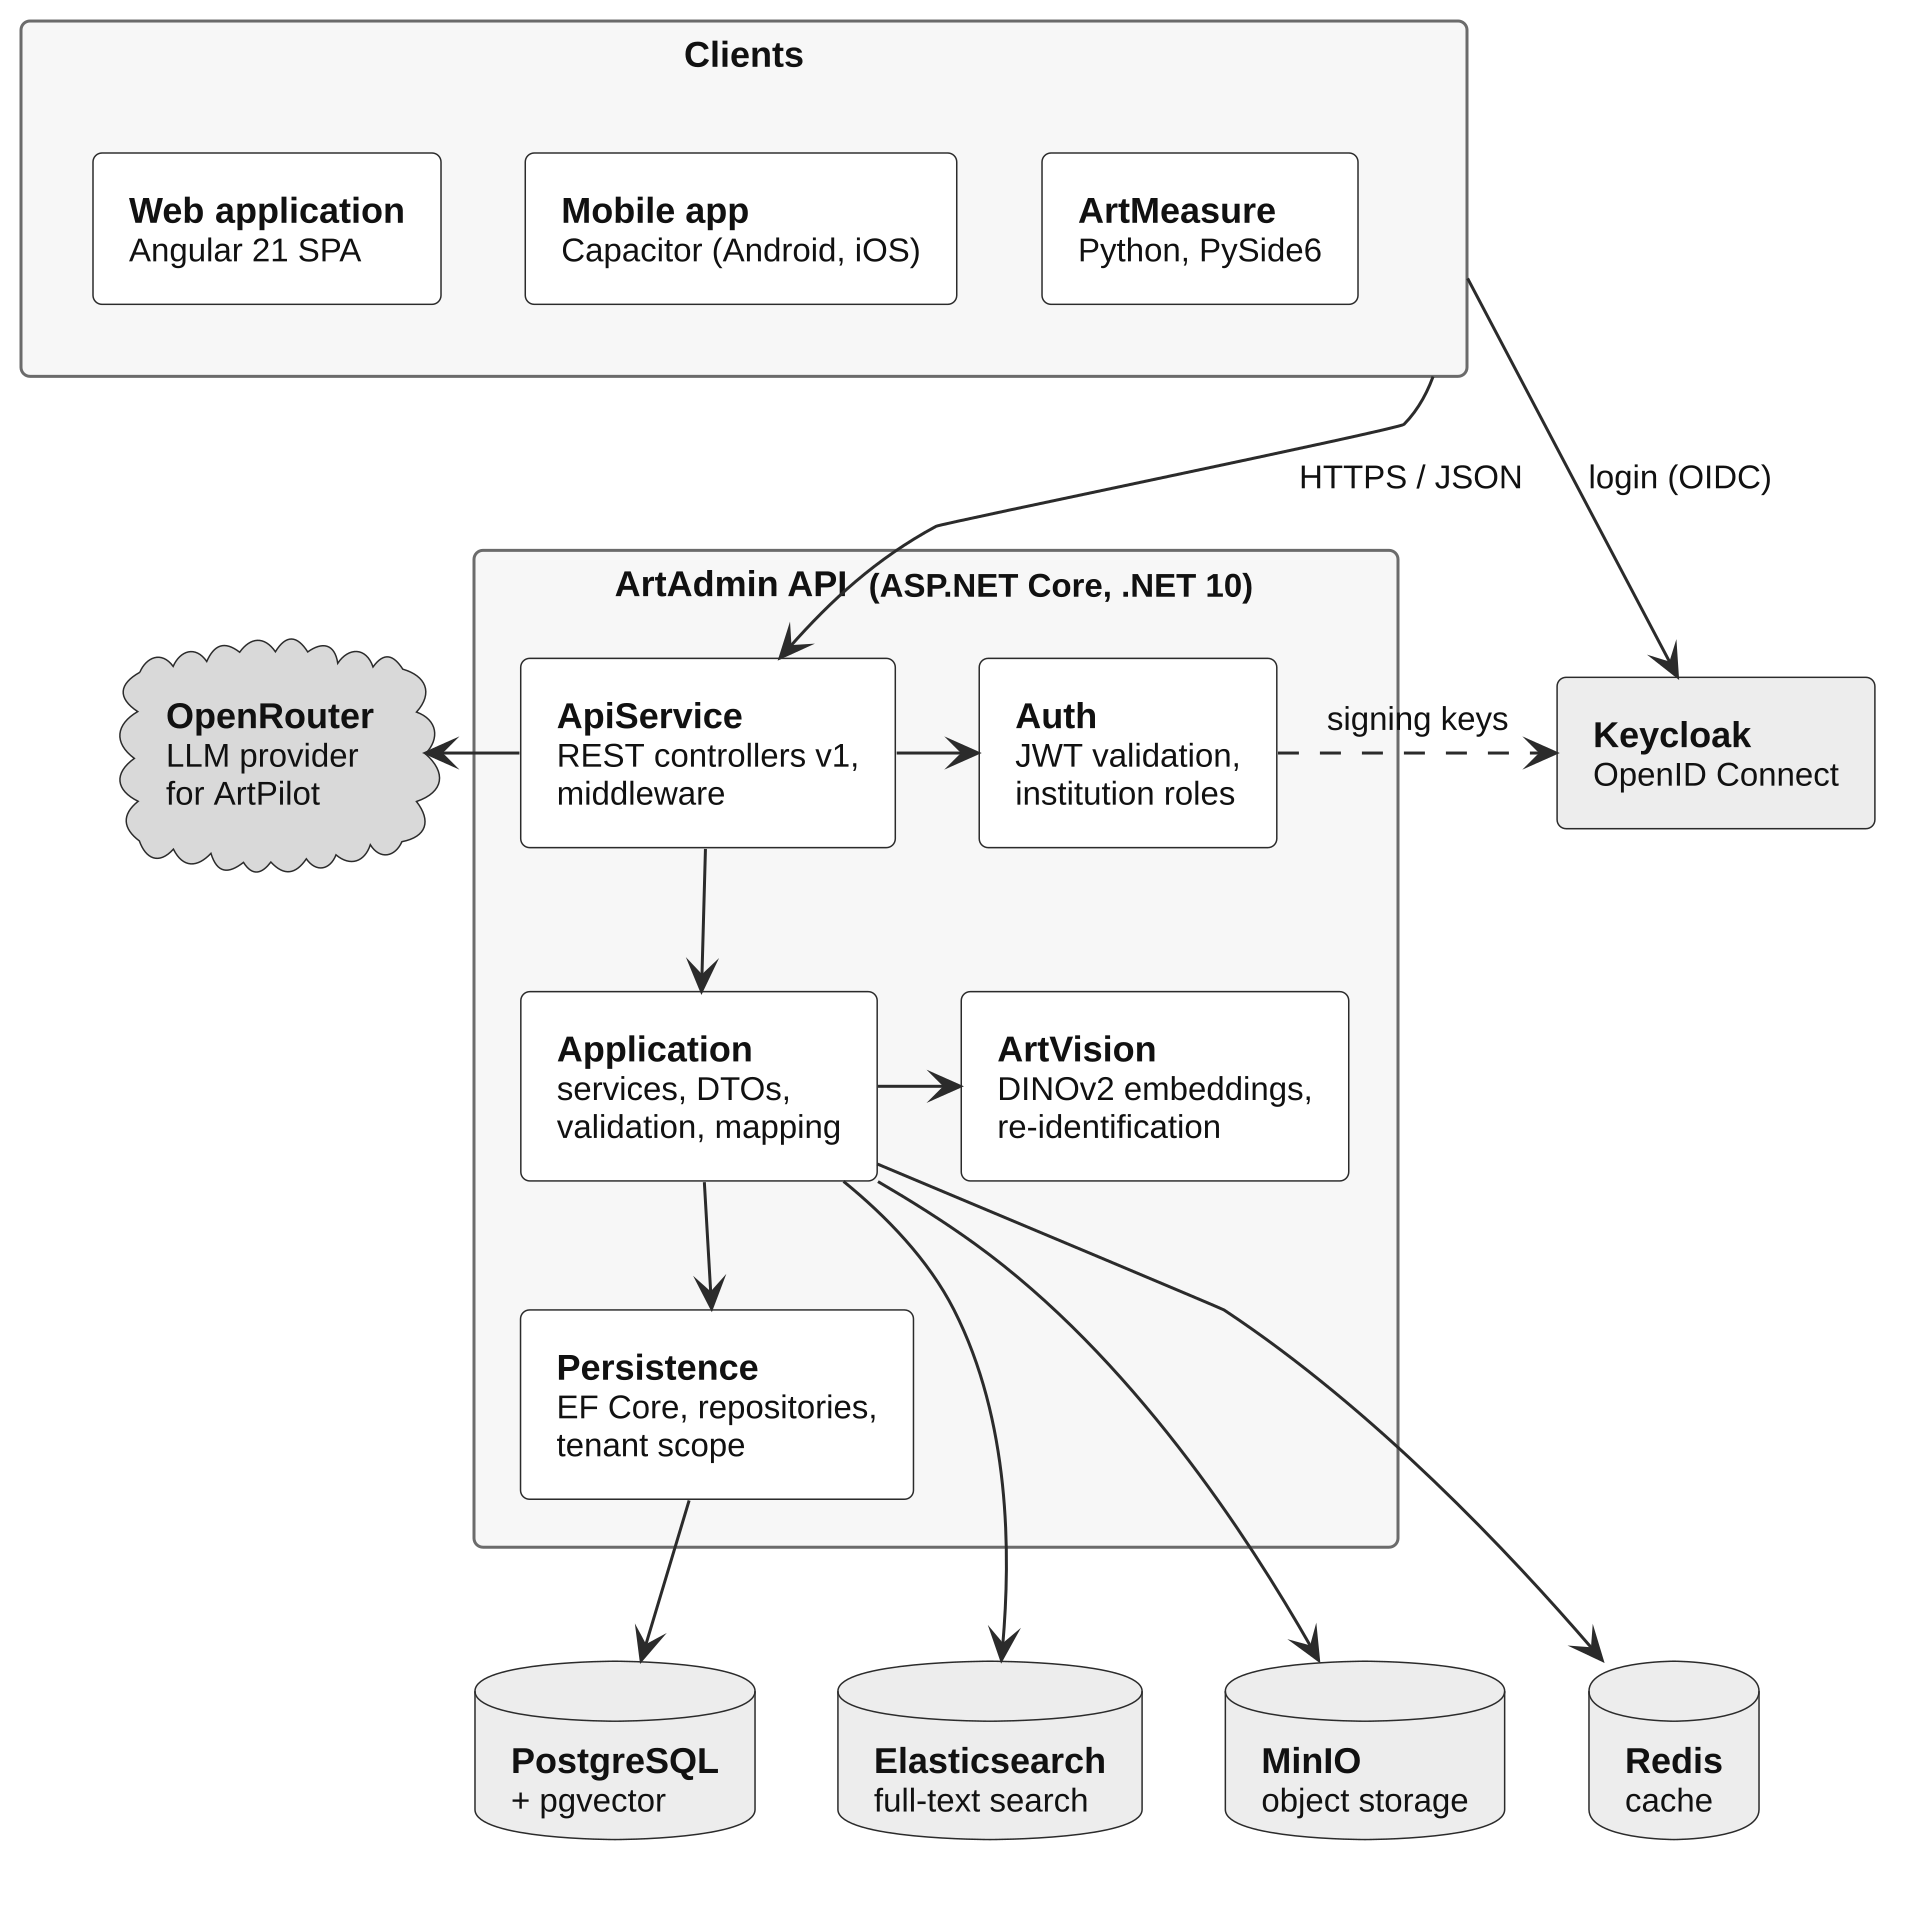 Clients
Web application
Angular 21 SPA
Mobile app
Capacitor (Android, iOS)
ArtMeasure
Python, PySide6
HTTPS / JSON
login (OIDC)
ArtAdmin API (ASP.NET Core, .NET 10)
OpenRouter
LLM provider
for ArtPilot
ApiService
REST controllers v1,
middleware
Auth
JWT validation,
institution roles
signing keys
Keycloak
OpenID Connect
Application
services, DTOs,
validation, mapping
ArtVision
DINOv2 embeddings,
re-identification
Persistence
EF Core, repositories,
tenant scope
PostgreSQL
+ pgvector
Elasticsearch
full-text search
MinIO
object storage
Redis
cache